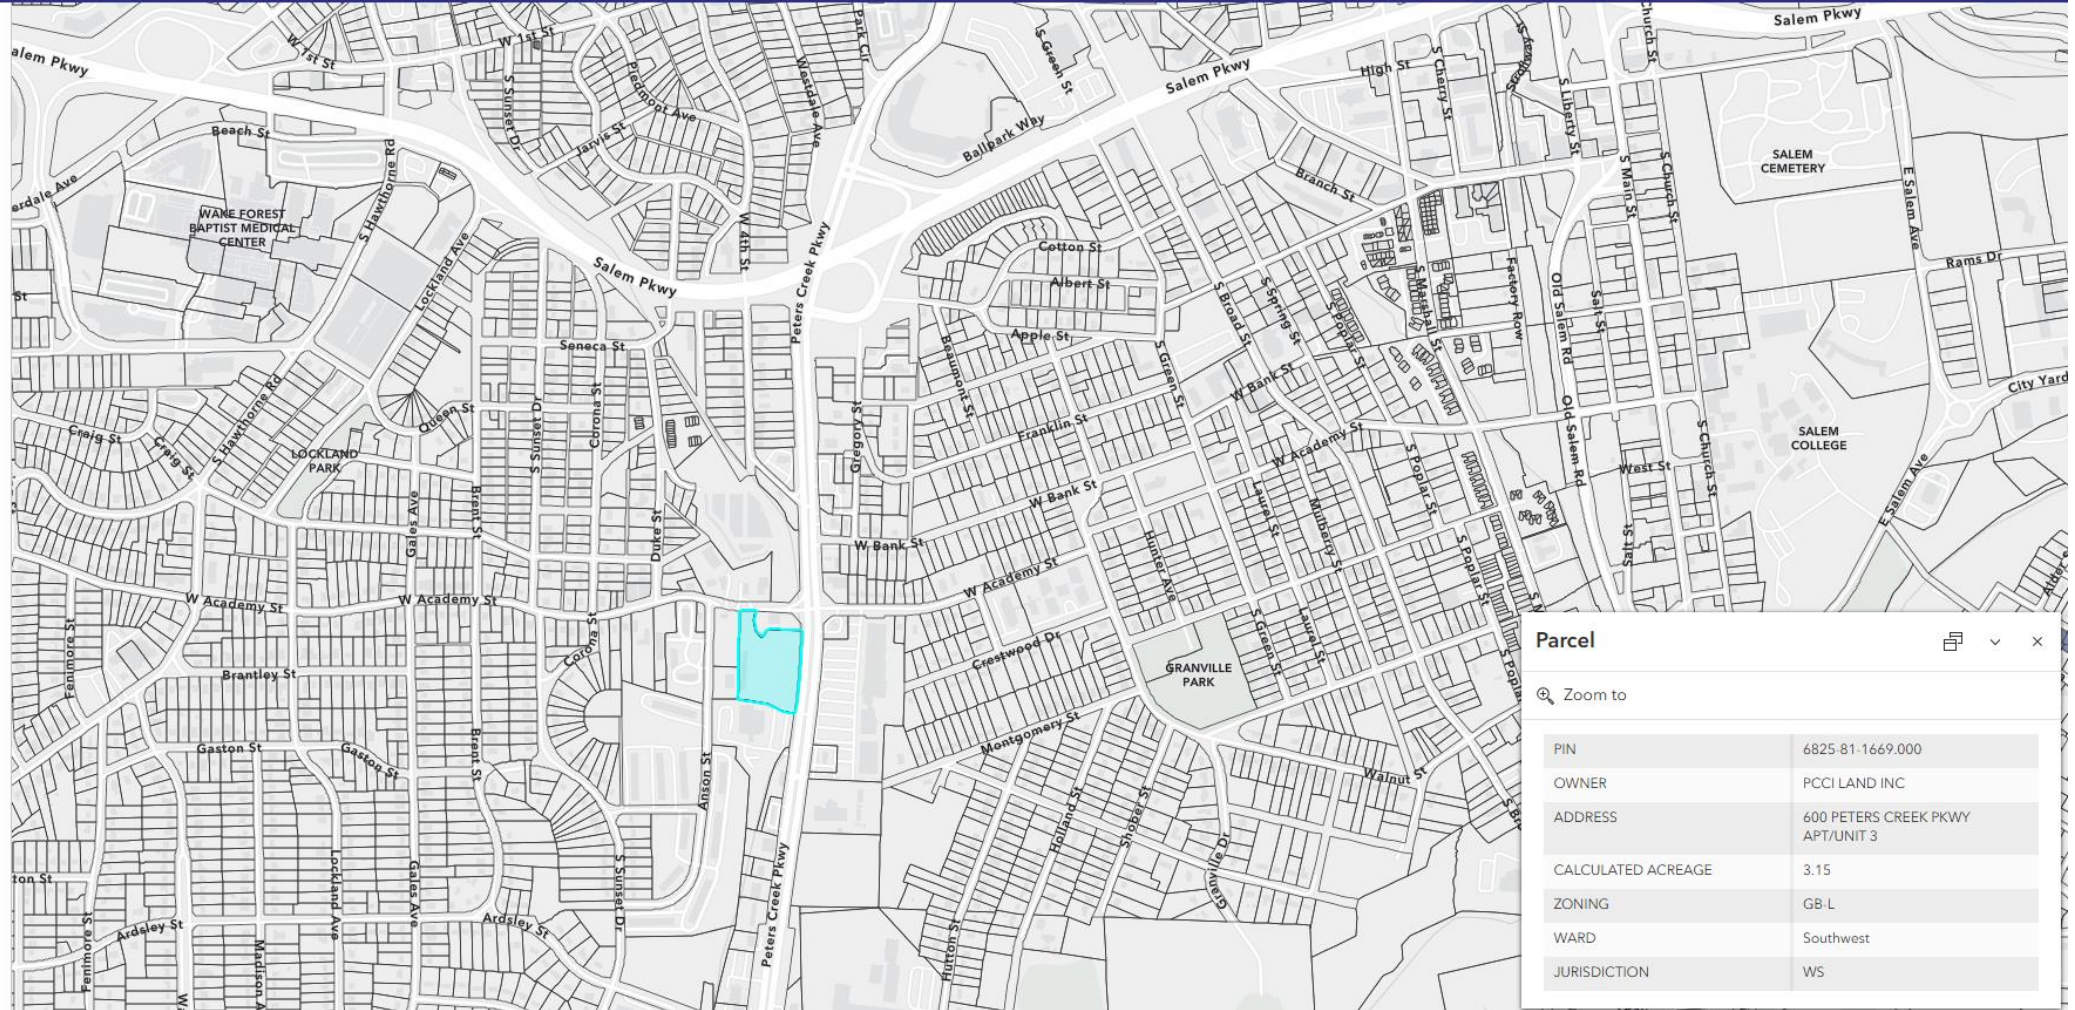 Salem Pkwy
Park Cir
Church St
W 1st St
W 1st St
S Green St
alem Pkwy
High St
S Cherry St
Strollway
S Liberty St
Salem Pkwy
Piedmont Ave
Westdale Ave
S Sunset Dr
Beach St
Jarvis St
Ballpark Way
SALEM
CEMETERY
S Main St
S Church St
E Salem Ave
Branch St
erdale Ave
S Hawthorne Rd
WAKE FOREST
BAPTIST MEDICAL
CENTER
W 4th St
Peters Creek Pkwy
Cotton St
Salem Pkwy
Lockland Ave
Albert St
S Broad St
S Spring St
S Poplar St
S Marshall St
Factory Row
Old Salem Rd
Salt St
Rams Dr
St
Seneca St
Apple St
S Green St
Beaumont St
W Bank St
City Yard
S Hawthorne Rd
Queen St
S Sunset Dr
Corona St
Gregory St
Franklin St
W Academy St
Old Salem Rd
Craig St
Craig St
LOCKLAND
PARK
SALEM
COLLEGE
S Church St
S Poplar St
West St
E Salem Ave
Gales Ave
Brent St
Duke St
W Bank St
Laurel St
Mulberry St
W Bank St
Hunter Ave
S Poplar St
Salt St
W Academy St
W Academy St
W Academy St
Alder S
Fenimore St
Corona St
Crestwood Dr
GRANVILLE
PARK
S Green St
Laurel St
S Poplar
Brantley St
Gaston St
Gaston St
Brent St
Anson St
Montgomery St
Walnut St
S Bro
Holland St
Shober St
Granville Dr
Peters Creek Pkwy
ton St
Lockland Ave
Gales Ave
S Sunset Dr
Ardsley St
Ardsley St
Fenimore St
Madison A
Hutton St
Parcel
Zoom to
PIN 6825-81-1669.000
OWNER PCCI LAND INC
ADDRESS 600 PETERS CREEK PKWY
APT/UNIT 3
CALCULATED ACREAGE 3.15
ZONING GB-L
WARD Southwest
JURISDICTION WS